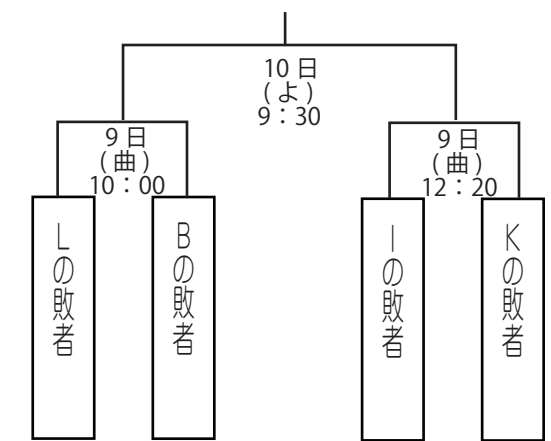 10日
(よ)
9：30
9日
(曲)
10：00
9日
(曲)
12：20
Lの敗者
Bの敗者
Iの敗者
Kの敗者